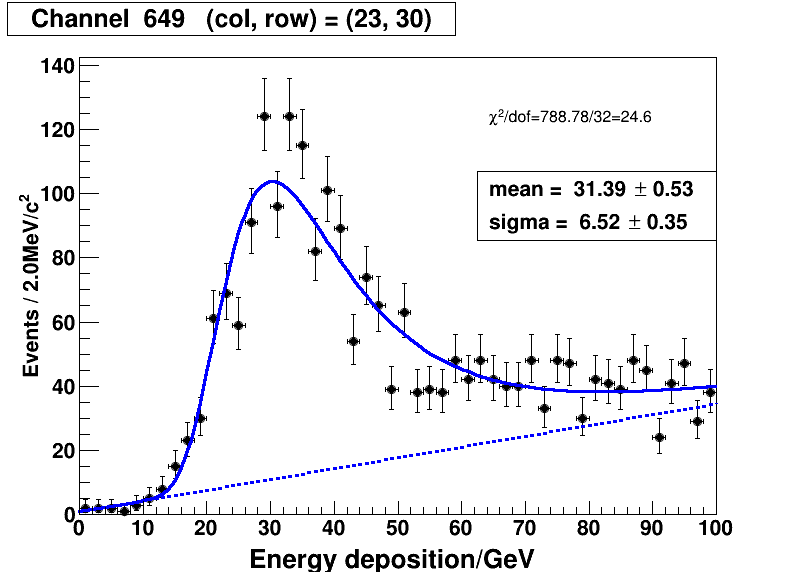 Channel 649 (col, row) = (23, 30)
140
120
100
80
60
40
20
0
Events / 2.0MeV/c²
χ²/dof=788.78/32=24.6
mean = 31.39 ± 0.53
sigma = 6.52 ± 0.35
0 10 20 30 40 50 60 70 80 90 100
Energy deposition/GeV